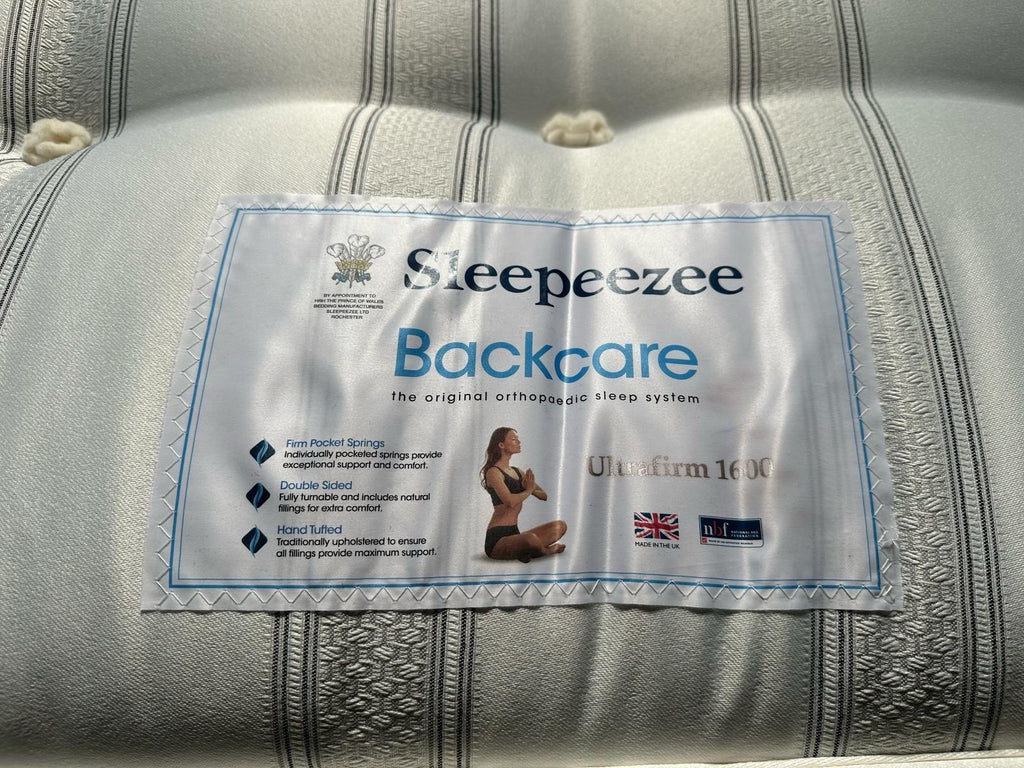 Sleepeezee
BY APPOINTMENT TO
HRH THE PRINCE OF WALES
BEDDING MANUFACTURERS
SLEEPEEZEE LTD
ROCHESTER
Backcare
the original orthopaedic sleep system
Firm Pocket Springs
Individually pocketed springs provide
exceptional support and comfort.
Double Sided
Fully turnable and includes natural
fillings for extra comfort.
Hand Tufted
Traditionally upholstered to ensure
all fillings provide maximum support.
Ultrafirm 1600
MADE IN THE UK
nbf
NATIONAL BED
FEDERATION